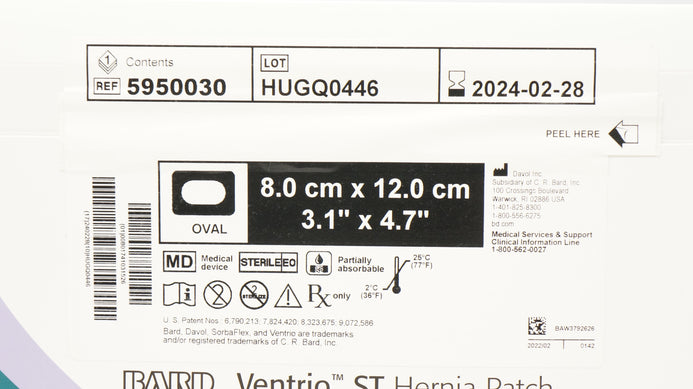 1 Contents
REF 5950030
LOT
HUGQ0446
2024-02-28
PEEL HERE
OVAL
8.0 cm x 12.0 cm
3.1" x 4.7"
Davol Inc.
Subsidiary of C. R. Bard, Inc.
100 Crossings Boulevard
Warwick, RI 02886 USA
1-401-825-8300
1-800-556-6275
bd.com
Medical Services & Support
Clinical Information Line
1-800-562-0027
MD Medical device
STERILE EO
Partially absorbable
25°C
(77°F)
2°C
(36°F)
Rx only
U. S. Patent Nos.: 6,790,213; 7,824,420; 8,323,675; 9,072,586
Bard, Davol, SorbaFlex, and Ventrio are trademarks
and/or registered trademarks of C. R. Bard, Inc.
BAW3792626
2022/02 0142
BARD Ventrio™ ST Hernia Patch